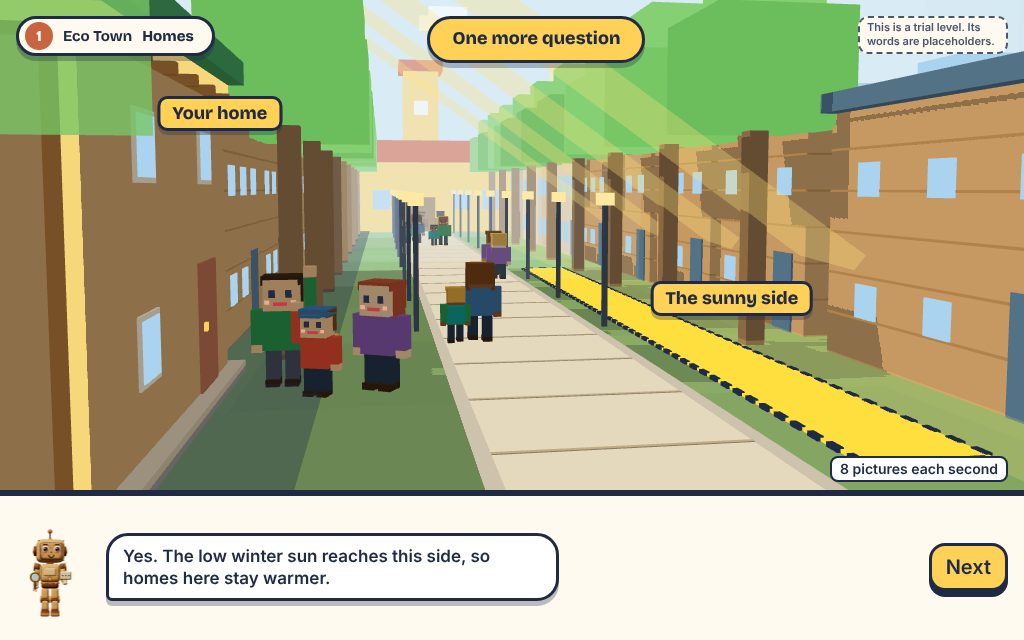 1 Eco Town Homes
One more question
This is a trial level. Its
words are placeholders.
Your home
The sunny side
8 pictures each second
Yes. The low winter sun reaches this side, so
homes here stay warmer.
Next